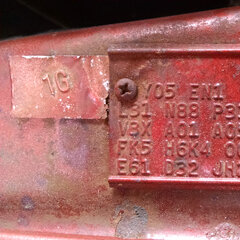 1G
Y05 EN1
L31 N88 P3
V3X A01 A0
FK5 H6K4
E61 D32 JH